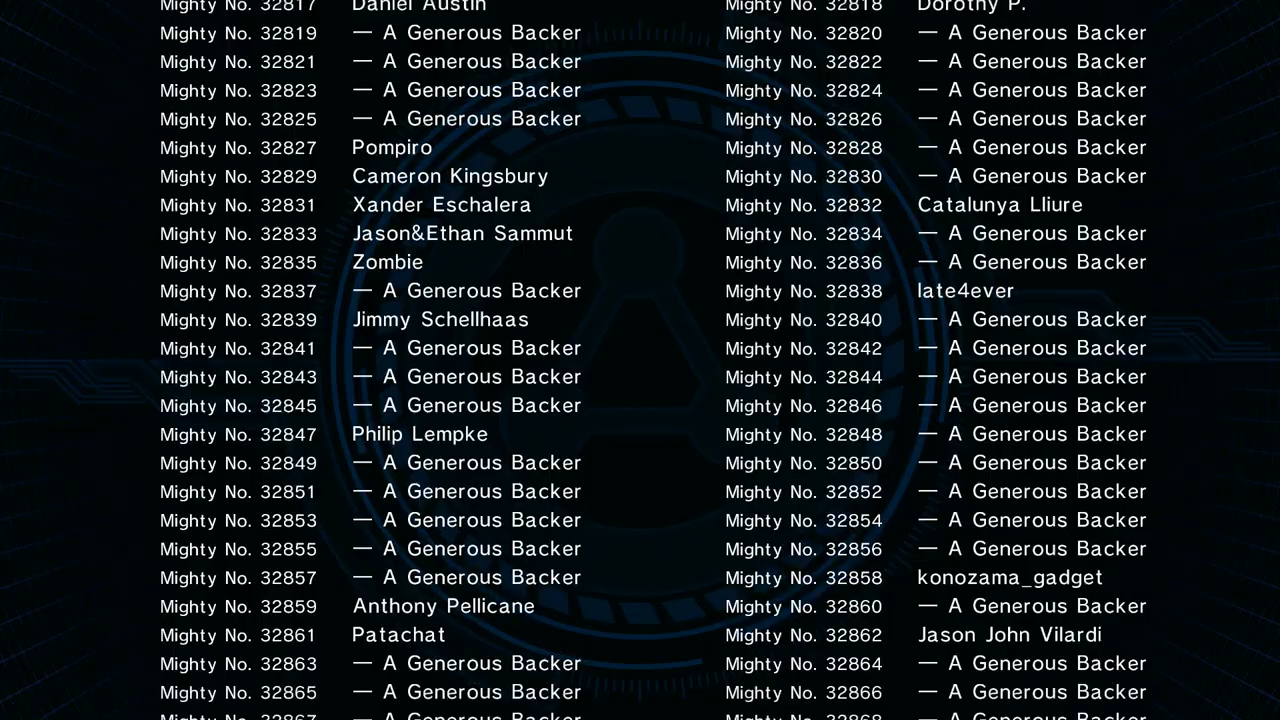 Mighty No. 32817 Daniel Austin Mighty No. 32818 Dorothy P.
Mighty No. 32819 — A Generous Backer Mighty No. 32820 — A Generous Backer
Mighty No. 32821 — A Generous Backer Mighty No. 32822 — A Generous Backer
Mighty No. 32823 — A Generous Backer Mighty No. 32824 — A Generous Backer
Mighty No. 32825 — A Generous Backer Mighty No. 32826 — A Generous Backer
Mighty No. 32827 Pompiro Mighty No. 32828 — A Generous Backer
Mighty No. 32829 Cameron Kingsbury Mighty No. 32830 — A Generous Backer
Mighty No. 32831 Xander Eschalera Mighty No. 32832 Catalunya Lliure
Mighty No. 32833 Jason&Ethan Sammut Mighty No. 32834 — A Generous Backer
Mighty No. 32835 Zombie Mighty No. 32836 — A Generous Backer
Mighty No. 32837 — A Generous Backer Mighty No. 32838 late4ever
Mighty No. 32839 Jimmy Schellhaas Mighty No. 32840 — A Generous Backer
Mighty No. 32841 — A Generous Backer Mighty No. 32842 — A Generous Backer
Mighty No. 32843 — A Generous Backer Mighty No. 32844 — A Generous Backer
Mighty No. 32845 — A Generous Backer Mighty No. 32846 — A Generous Backer
Mighty No. 32847 Philip Lempke Mighty No. 32848 — A Generous Backer
Mighty No. 32849 — A Generous Backer Mighty No. 32850 — A Generous Backer
Mighty No. 32851 — A Generous Backer Mighty No. 32852 — A Generous Backer
Mighty No. 32853 — A Generous Backer Mighty No. 32854 — A Generous Backer
Mighty No. 32855 — A Generous Backer Mighty No. 32856 — A Generous Backer
Mighty No. 32857 — A Generous Backer Mighty No. 32858 konozama_gadget
Mighty No. 32859 Anthony Pellicane Mighty No. 32860 — A Generous Backer
Mighty No. 32861 Patachat Mighty No. 32862 Jason John Vilardi
Mighty No. 32863 — A Generous Backer Mighty No. 32864 — A Generous Backer
Mighty No. 32865 — A Generous Backer Mighty No. 32866 — A Generous Backer
Mighty No. 32867 — A Generous Backer Mighty No. 32868 — A Generous Backer